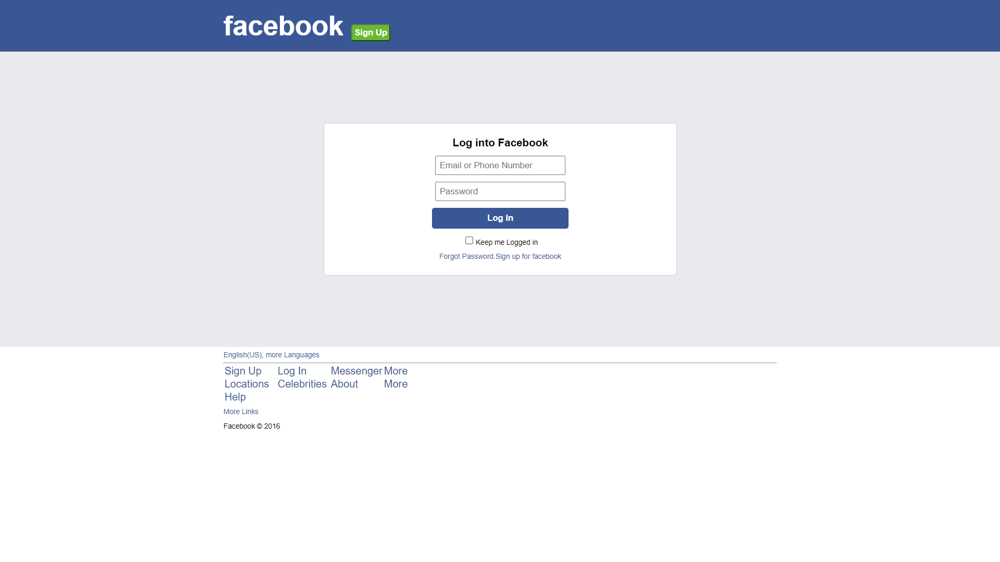 facebook Sign Up
Log into Facebook
Email or Phone Number
Password
Log In
Keep me Logged in
Forgot Password.Sign up for facebook
English(US), more Languages
Sign Up Log In Messenger More
Locations Celebrities About More
Help
More Links
Facebook © 2016